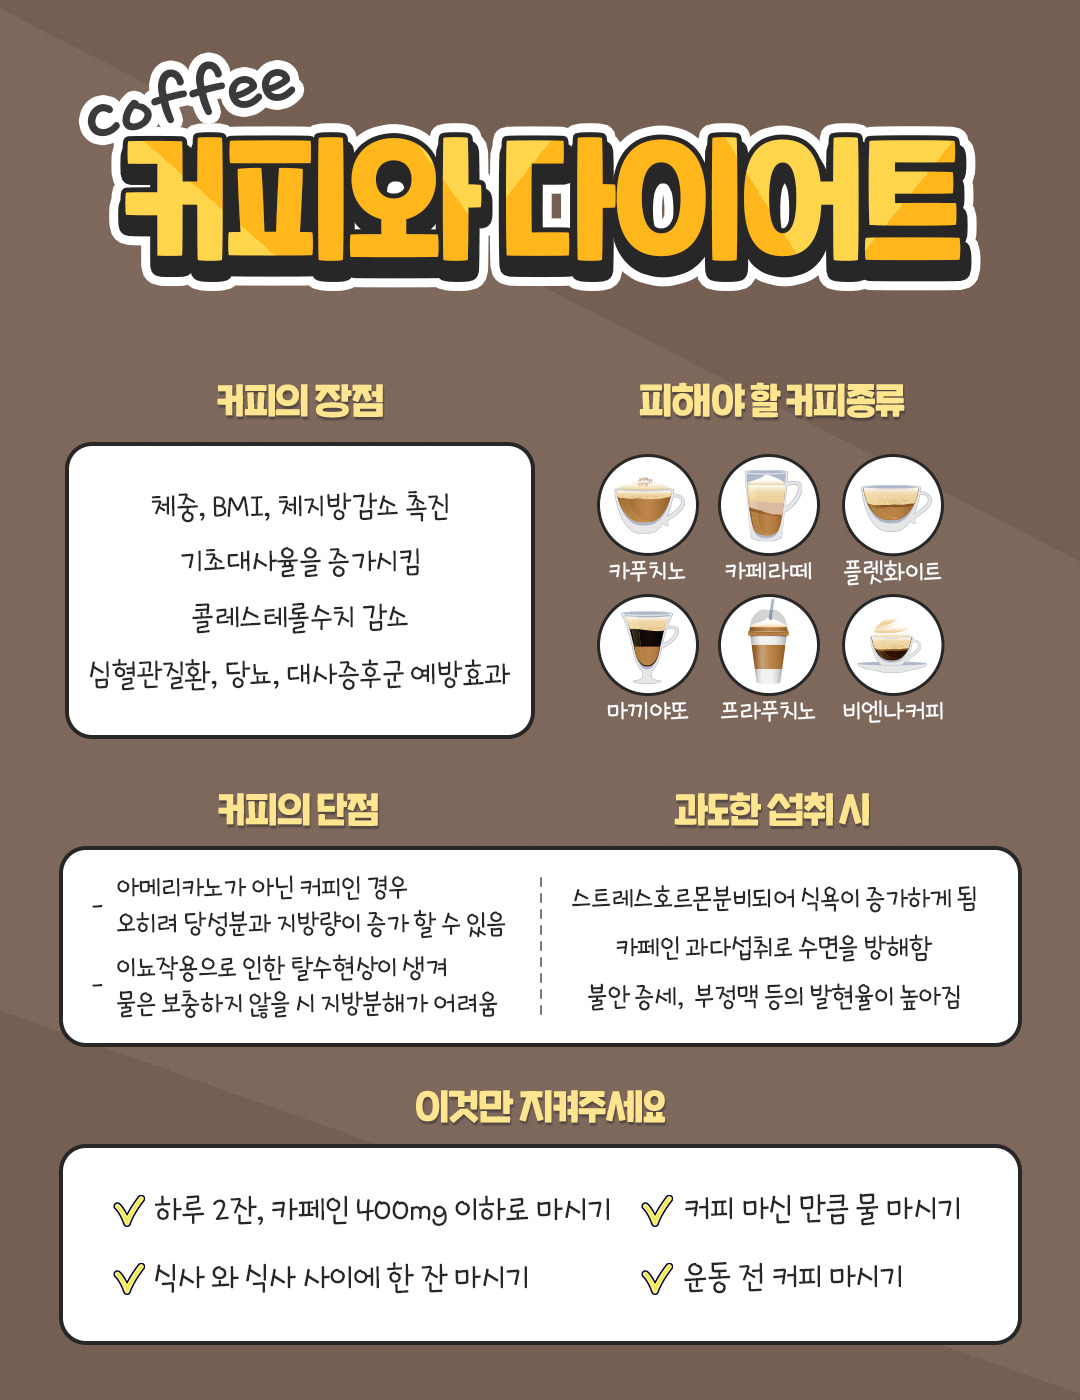 coffee
커피와 다이어트
커피의 장점
체중, BMI, 체지방감소 촉진
기초대사율을 증가시킴
콜레스테롤수치 감소
심혈관질환, 당뇨, 대사증후군 예방효과
피해야 할 커피종류
카푸치노
카페라떼
플렛화이트
마끼야또
프라푸치노
비엔나커피
커피의 단점
- 아메리카노가 아닌 커피인 경우
오히려 당성분과 지방량이 증가 할 수 있음
- 이뇨작용으로 인한 탈수현상이 생겨
물은 보충하지 않을 시 지방분해가 어려움
과도한 섭취 시
스트레스호르몬분비되어 식욕이 증가하게 됨
카페인 과다섭취로 수면을 방해함
불안 증세, 부정맥 등의 발현율이 높아짐
이것만 지켜주세요
하루 2잔, 카페인 400mg 이하로 마시기
커피 마신 만큼 물 마시기
식사 와 식사 사이에 한 잔 마시기
운동 전 커피 마시기